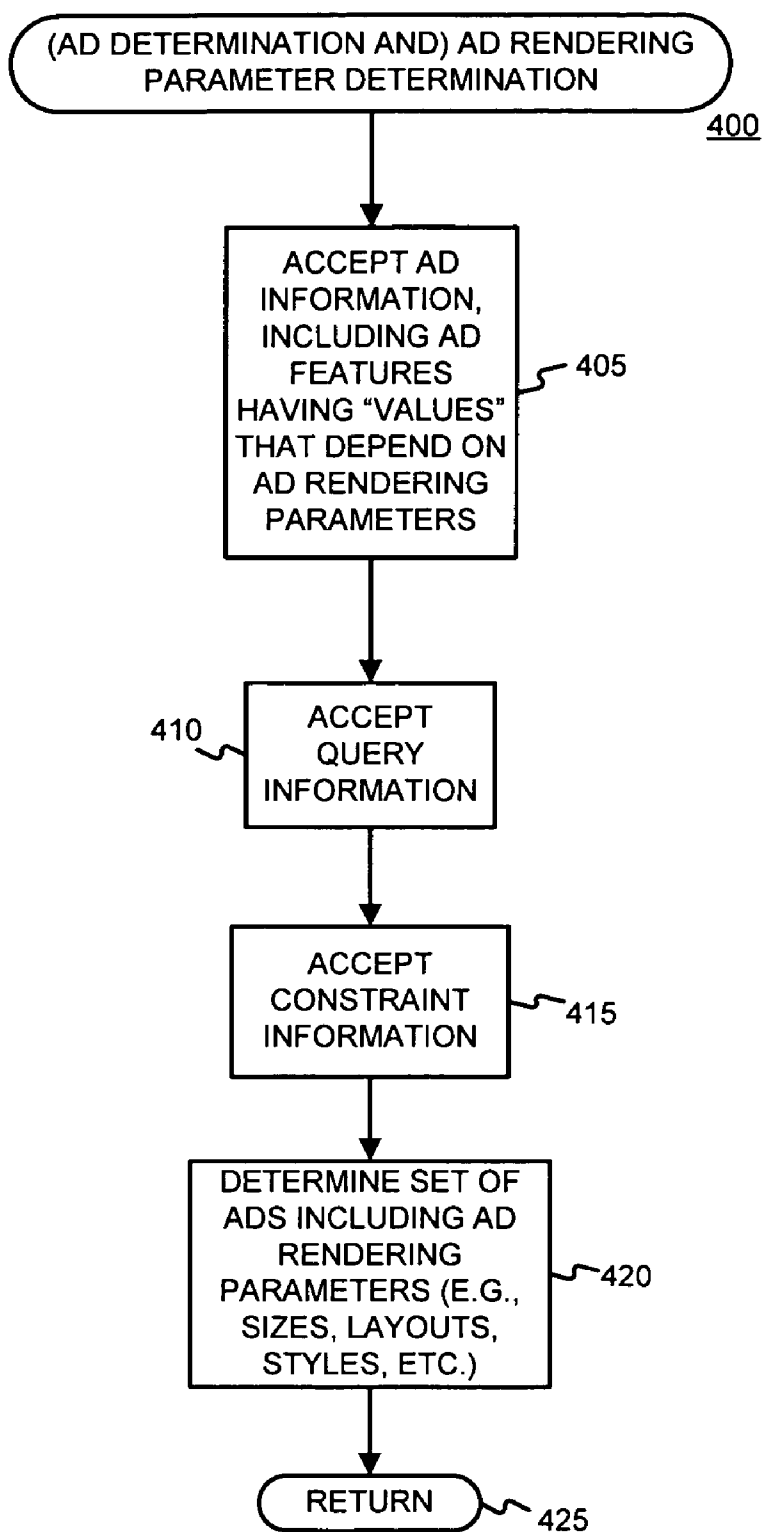 (AD DETERMINATION AND) AD RENDERING
PARAMETER DETERMINATION
400
ACCEPT AD
INFORMATION,
INCLUDING AD
FEATURES
HAVING “VALUES”
THAT DEPEND ON
AD RENDERING
PARAMETERS
405
ACCEPT
QUERY
INFORMATION
410
ACCEPT
CONSTRAINT
INFORMATION
415
DETERMINE SET OF
ADS INCLUDING AD
RENDERING
PARAMETERS (E.G.,
SIZES, LAYOUTS,
STYLES, ETC.)
420
RETURN
425